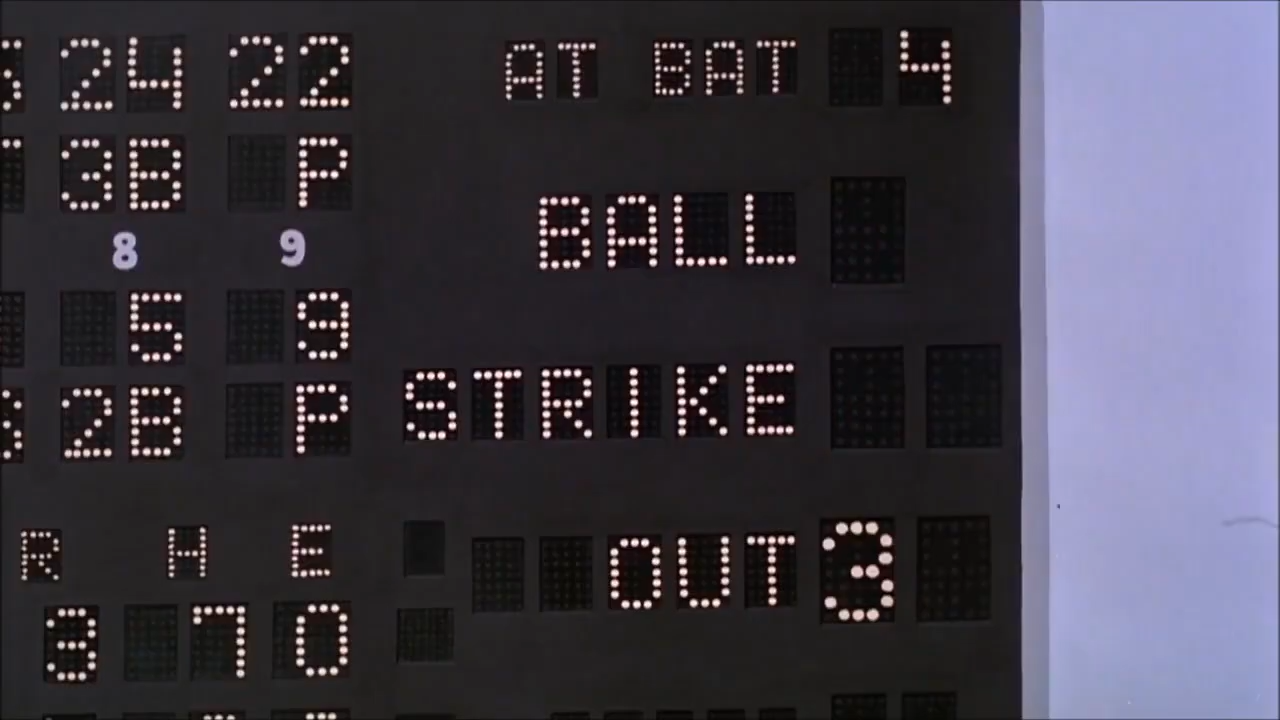 24 22 AT BAT 4
3B P
BALL
8 9
5 9
STRIKE
2B P
R H E
OUT 3
3 7 0